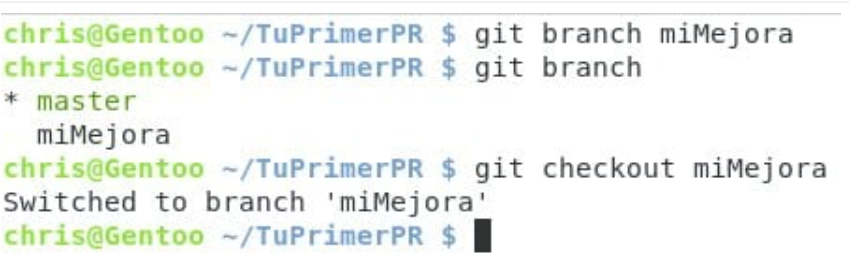 chris@Gentoo ~/TuPrimerPR $ git branch miMejora
chris@Gentoo ~/TuPrimerPR $ git branch
* master
  miMejora
chris@Gentoo ~/TuPrimerPR $ git checkout miMejora
Switched to branch 'miMejora'
chris@Gentoo ~/TuPrimerPR $